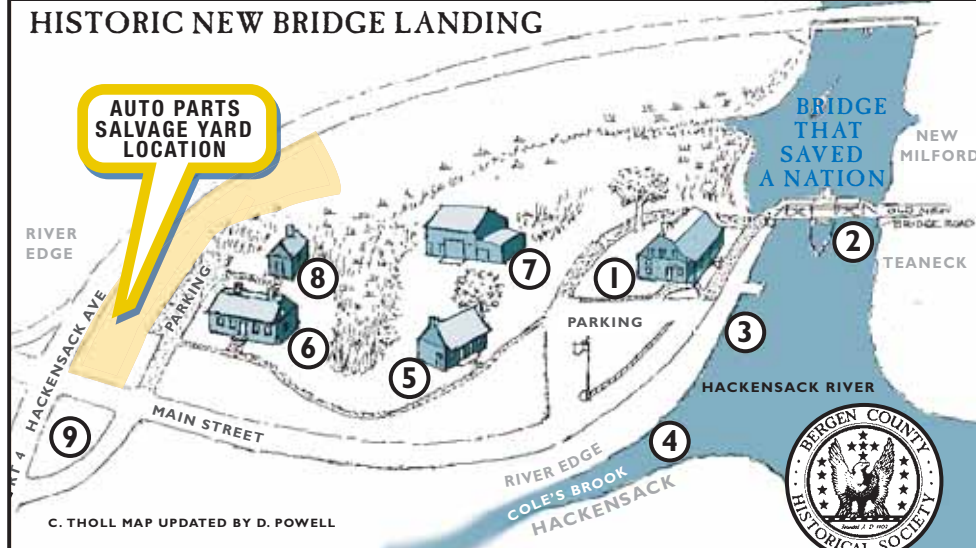 HISTORIC NEW BRIDGE LANDING
AUTO PARTS
SALVAGE YARD
LOCATION
BRIDGE
THAT
SAVED
A NATION
NEW
MILFORD
RIVER
EDGE
OLD NEW
BRIDGE ROAD
2
TEANECK
8
7
1
PARKING
HACKENSACK AVE
6
PARKING
3
5
HACKENSACK RIVER
9
MAIN STREET
4
RT 4
RIVER EDGE
COLE'S BROOK
HACKENSACK
BERGEN COUNTY
HISTORICAL SOCIETY
C. THOLL MAP UPDATED BY D. POWELL